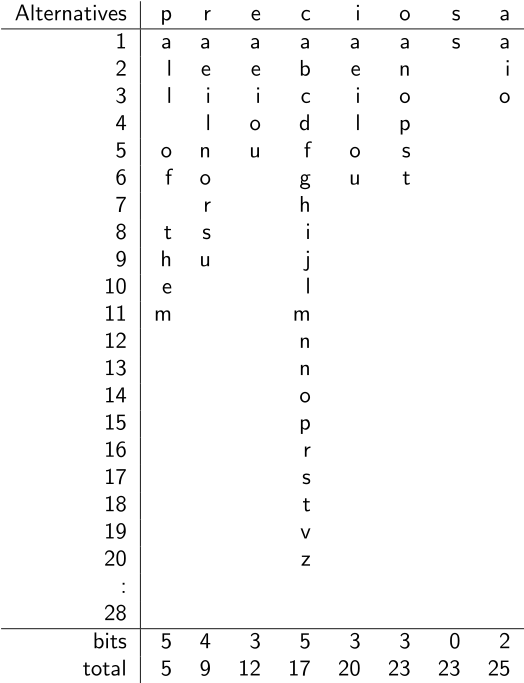 Alternatives p r e c i o s a
1 a a a a a a s a
2 l e e b e n i
3 l i i c i o o
4 l o d l p
5 o n u f o s
6 f o g u t
7 r h
8 t s i
9 h u j
10 e l
11 m m
12 n
13 n
14 o
15 p
16 r
17 s
18 t
19 v
20 z
:
28
bits 5 4 3 5 3 3 0 2
total 5 9 12 17 20 23 23 25